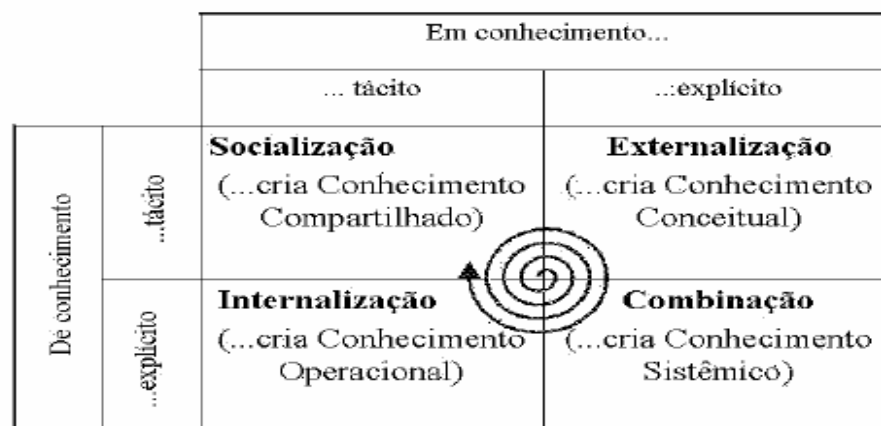 Em conhecimento...
... tácito
..:explícito
De conhecimento
...tácito
Socialização
(...cria Conhecimento
Compartilhado)
Externalização
(...cria Conhecimento
Conceitual)
...explícito
Internalização
(...cria Conhecimento
Operacional)
Combinação
(...cria Conhecimento
Sistêmico)